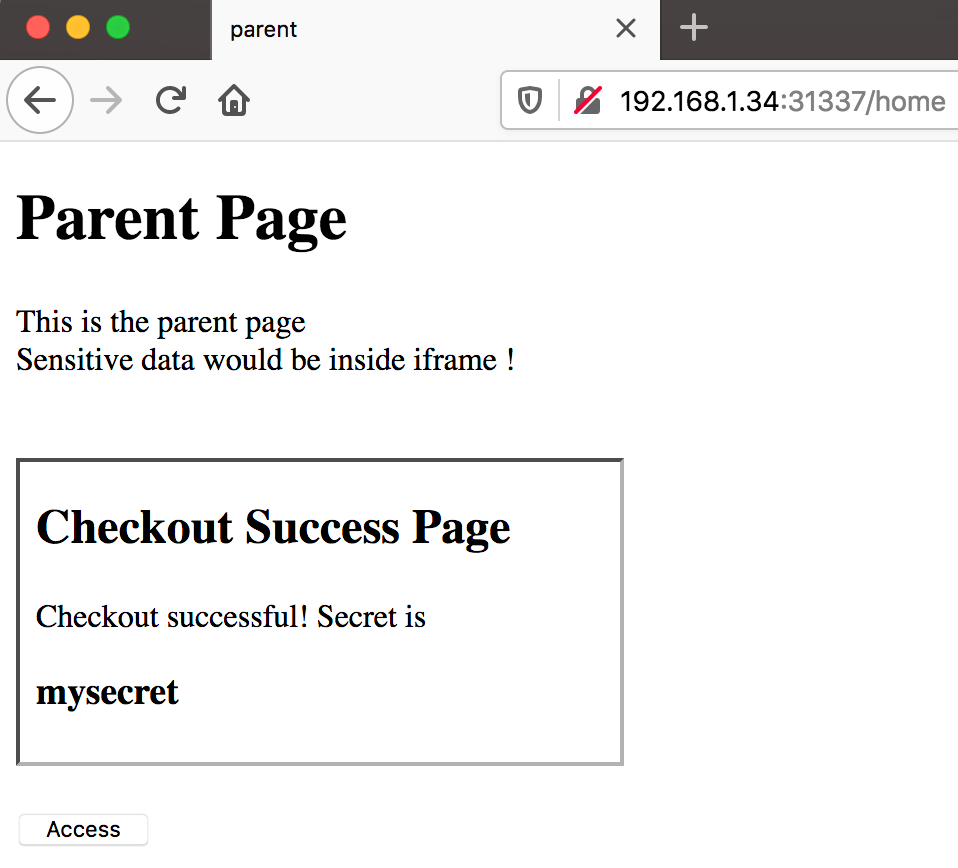 parent
192.168.1.34:31337/home
Parent Page
This is the parent page
Sensitive data would be inside iframe !
Checkout Success Page
Checkout successful! Secret is
mysecret
Access